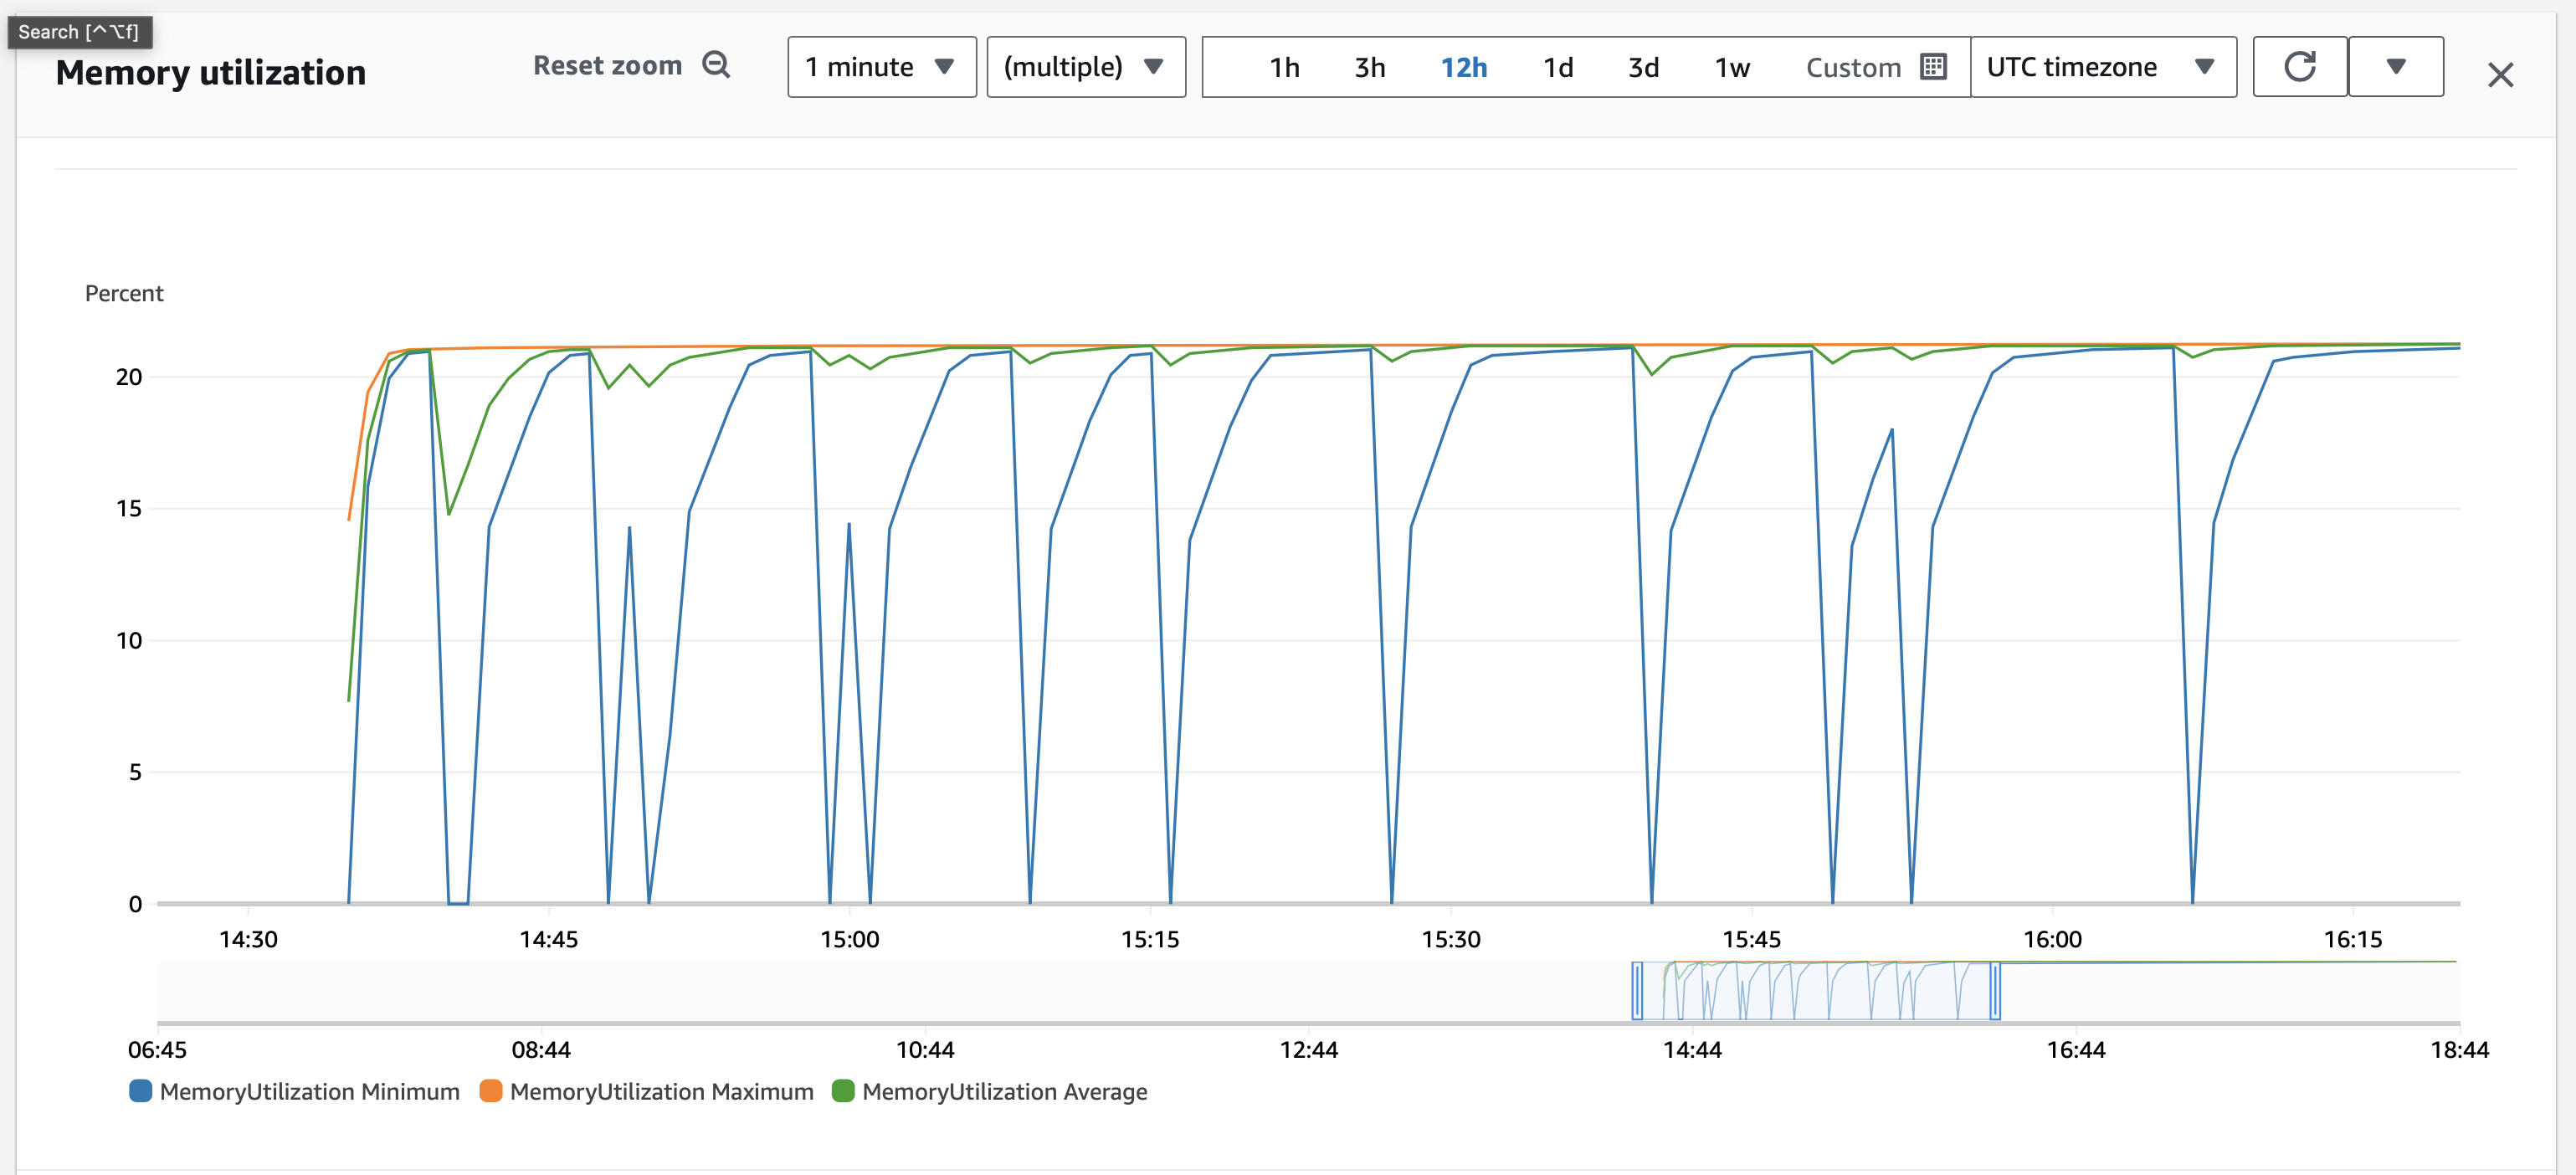 Search [^⌥f]
Memory utilization
Reset zoom
1 minute
(multiple)
1h 3h 12h 1d 3d 1w Custom
UTC timezone
Percent
20
15
10
5
0
14:30 14:45 15:00 15:15 15:30 15:45 16:00 16:15
06:45 08:44 10:44 12:44 14:44 16:44 18:44
MemoryUtilization Minimum MemoryUtilization Maximum MemoryUtilization Average